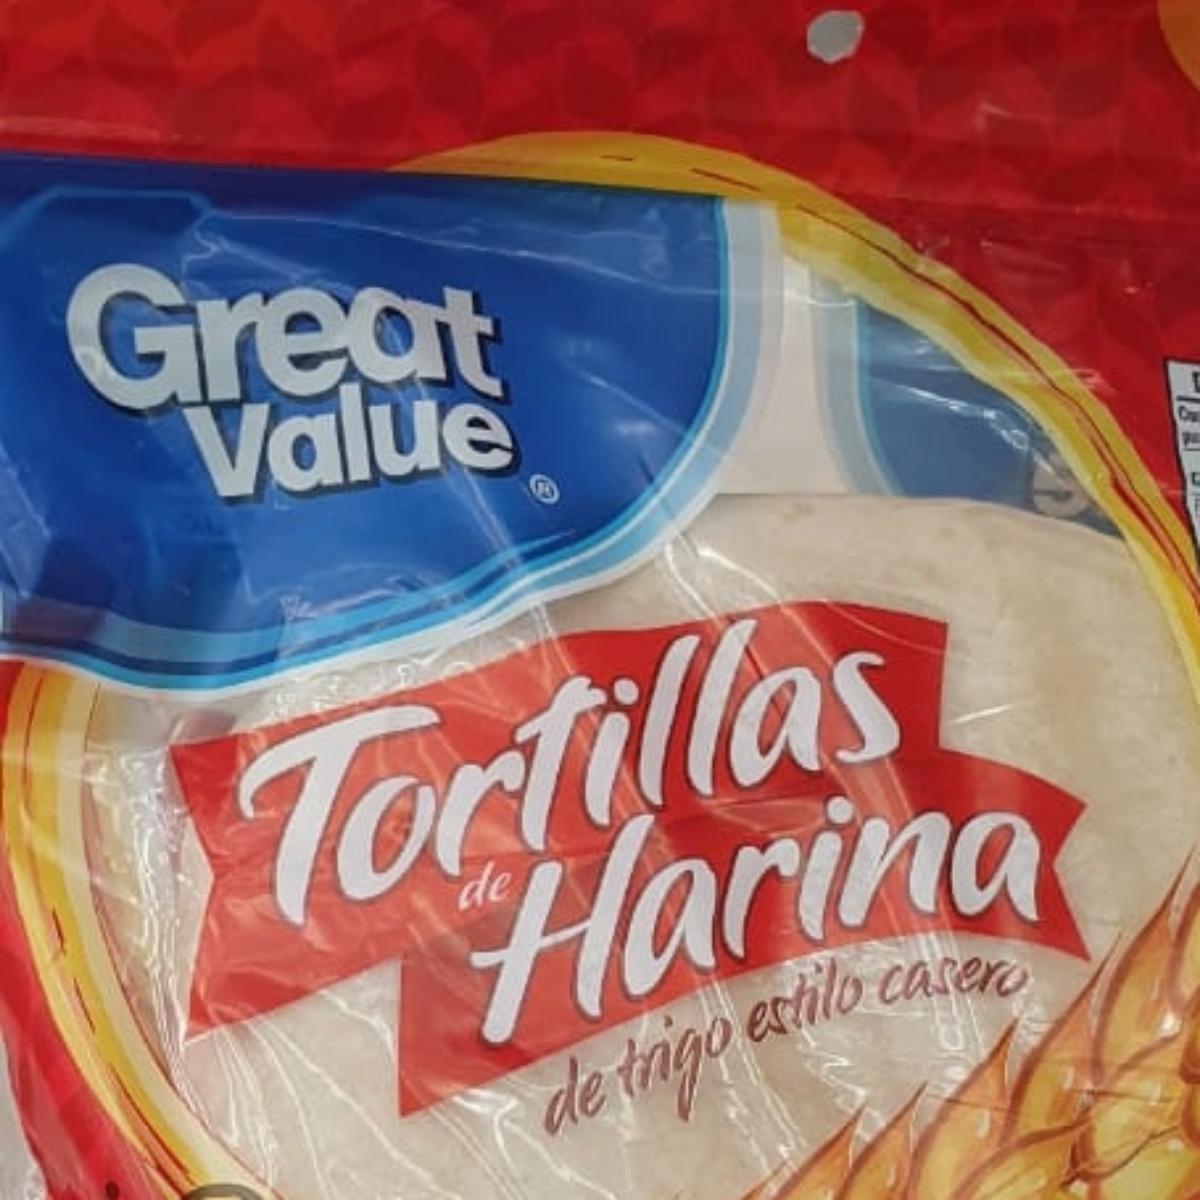 Great
Value
®
Tortillas
de Harina
de trigo estilo casero